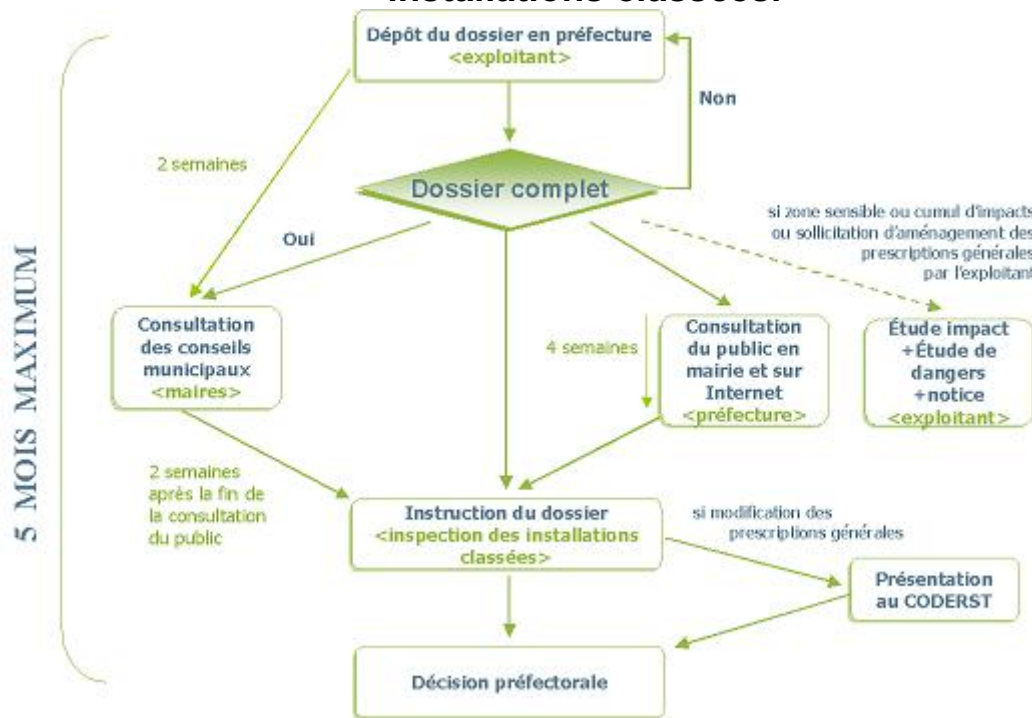 installations classées.
Dépôt du dossier en préfecture
<exploitant>
Non
2 semaines
Dossier complet
si zone sensible ou cumul d'impacts
ou sollicitation d'aménagement des
prescriptions générales
par l'exploitant
Oui
5 MOIS MAXIMUM
Consultation
des conseils
municipaux
<maires>
4 semaines
Consultation
du public en
mairie et sur
Internet
<préfecture>
Étude impact
+Étude de
dangers
+notice
<exploitant>
2 semaines
après la fin de
la consultation
du public
Instruction du dossier
<inspection des installations
classées>
si modification des
prescriptions générales
Présentation
au CODERST
Décision préfectorale